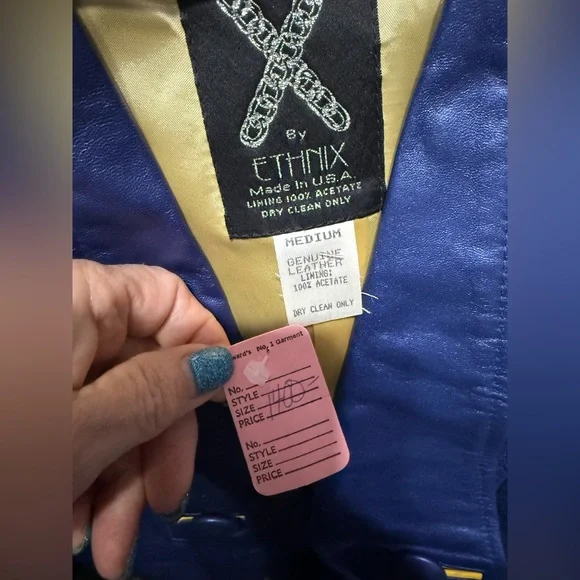 By
ETHNIX
Made In U.S.A.
LINING 100% ACETATE
DRY CLEAN ONLY
MEDIUM
GENUINE
LEATHER
LINING:
100% ACETATE
DRY CLEAN ONLY
No. 1 Garment
No.
STYLE
SIZE
PRICE
No.
STYLE
SIZE
PRICE